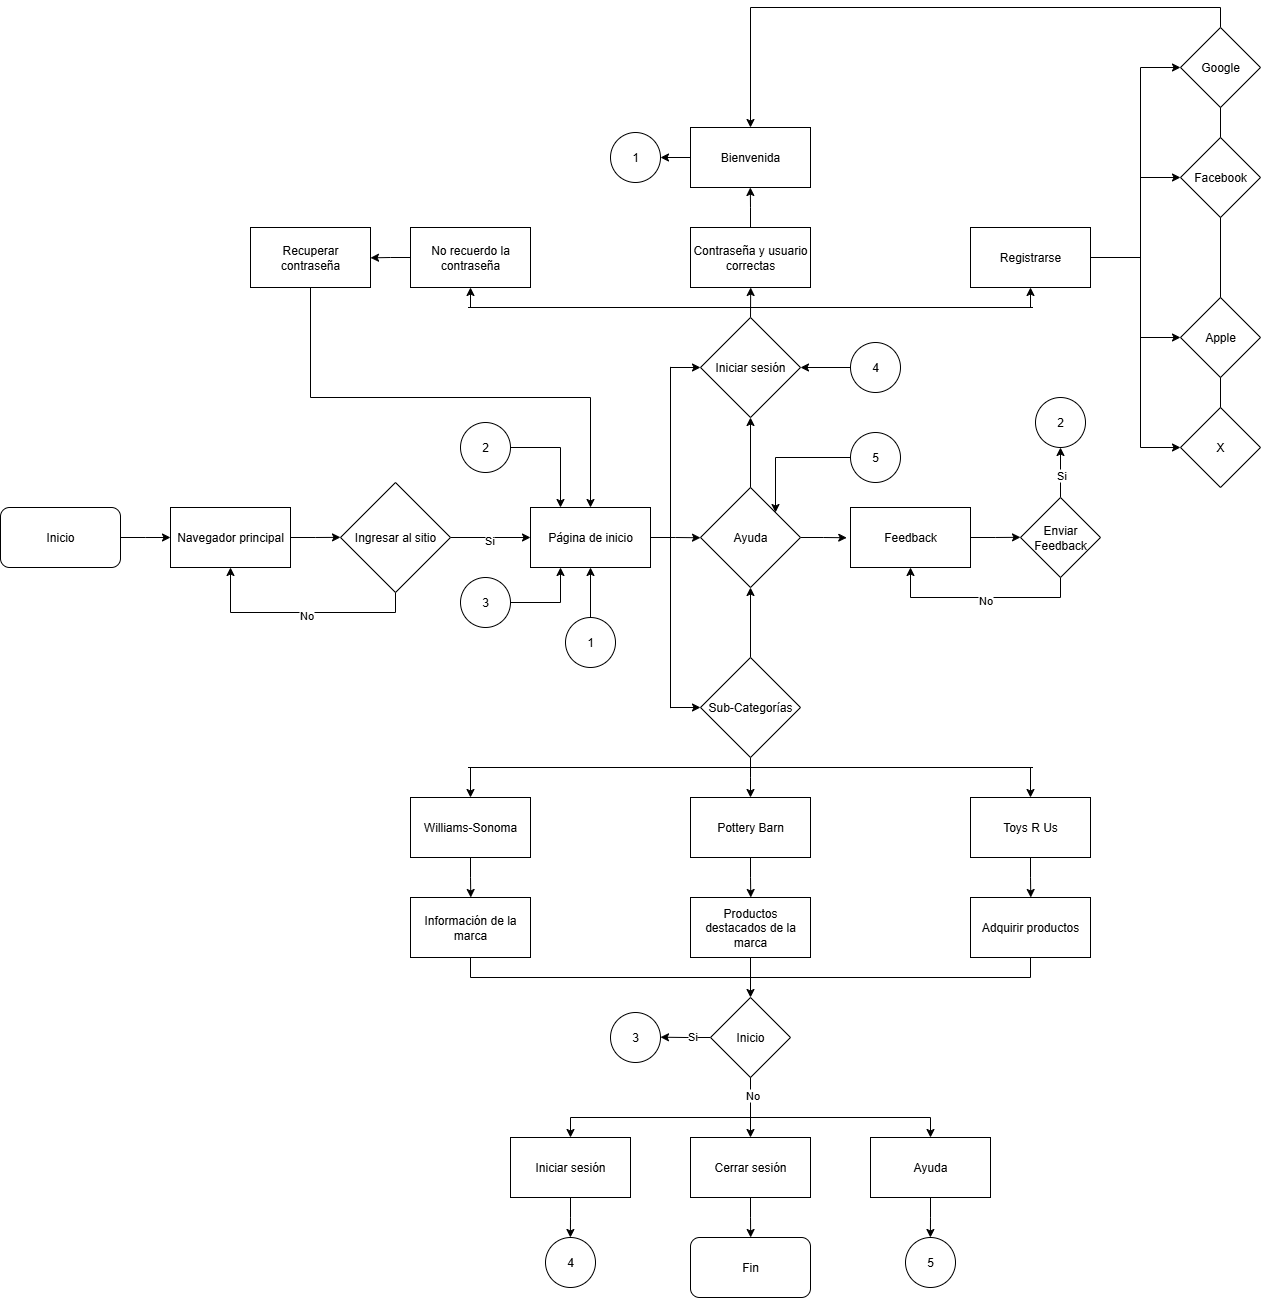 Google
Bienvenida
1
Facebook
Recuperar
contraseña
No recuerdo la
contraseña
Contraseña y usuario
correctas
Registrarse
Apple
Iniciar sesión
4
2
X
2
5
Si
Inicio
Navegador principal
Ingresar al sitio
Si
Página de inicio
Ayuda
Feedback
Enviar
Feedback
No
No
3
1
Sub-Categorías
Williams-Sonoma
Pottery Barn
Toys R Us
Información de la
marca
Productos
destacados de la
marca
Adquirir productos
3
Si
Inicio
No
Iniciar sesión
Cerrar sesión
Ayuda
4
Fin
5